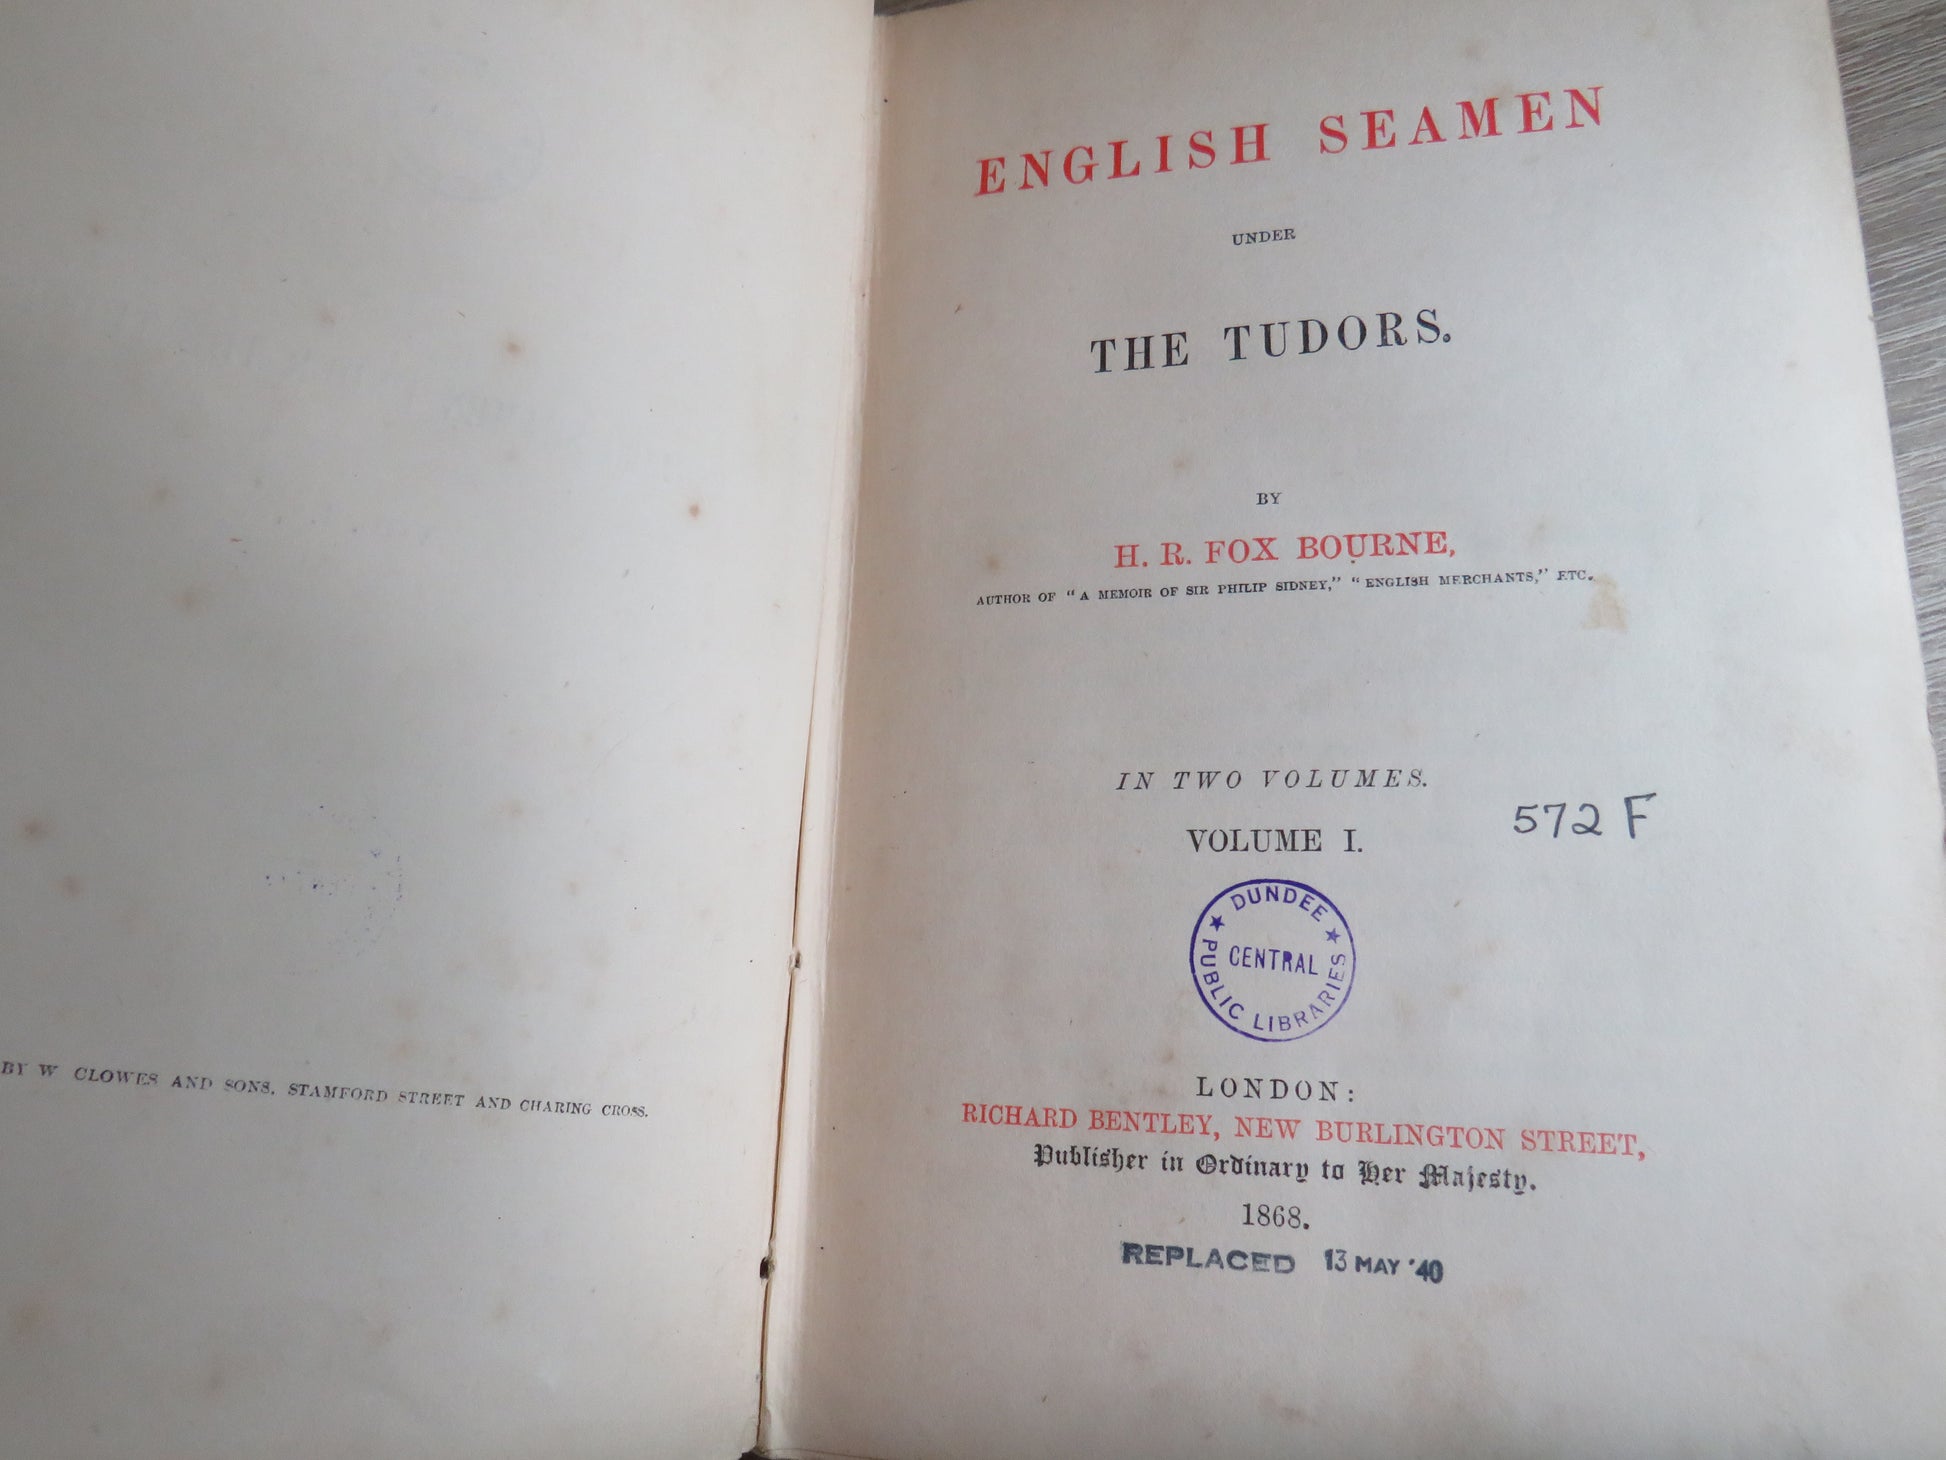 BY W CLOWES AND SONS, STAMFORD STREET AND CHARING CROSS.
ENGLISH SEAMEN
UNDER
THE TUDORS.
BY
H. R. FOX BOURNE,
AUTHOR OF "A MEMOIR OF SIR PHILIP SIDNEY," "ENGLISH MERCHANTS," ETC.
IN TWO VOLUMES.
VOLUME I.
572 F
DUNDEE
CENTRAL
PUBLIC LIBRARIES
LONDON:
RICHARD BENTLEY, NEW BURLINGTON STREET,
Publisher in Ordinary to Her Majesty.
1868.
REPLACED 13 MAY '40